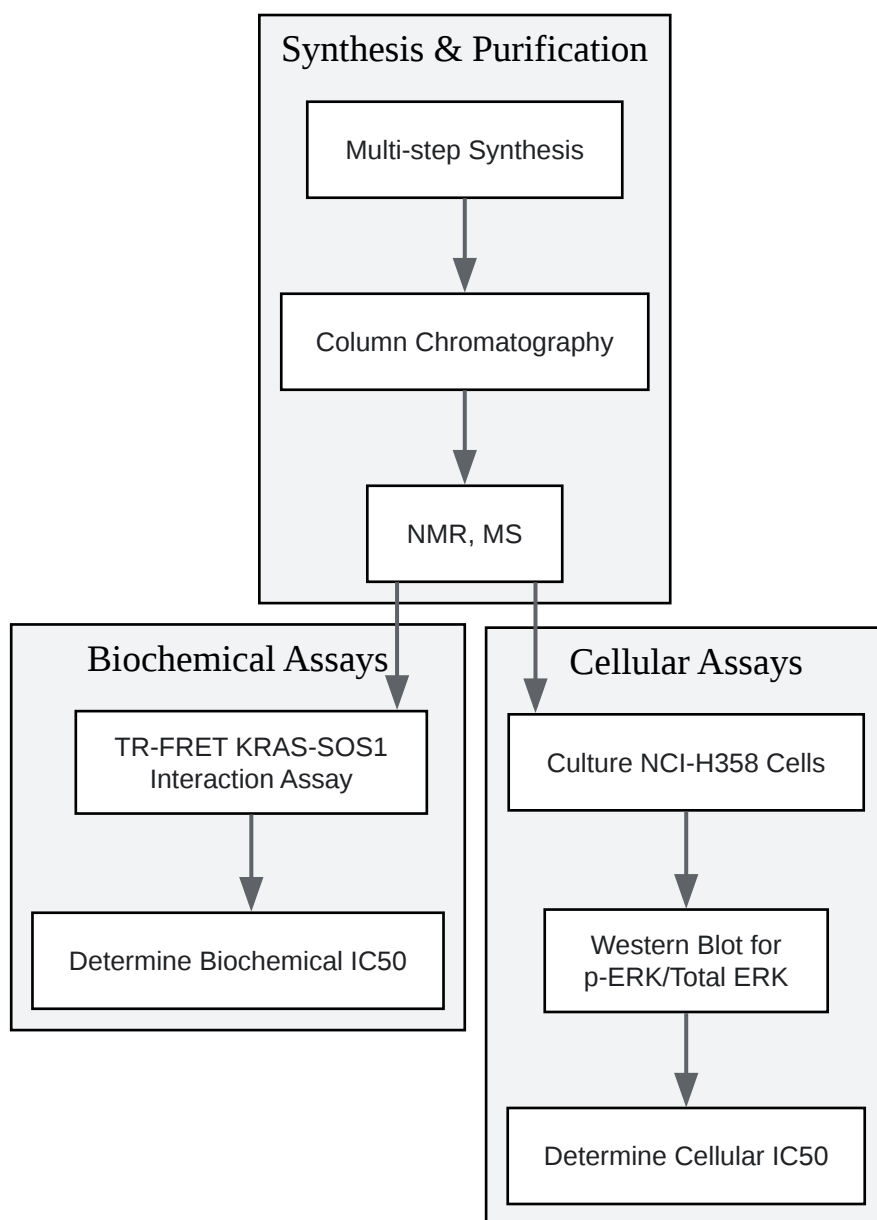 Synthesis & Purification
Multi-step Synthesis
Column Chromatography
NMR, MS
Biochemical Assays
TR-FRET KRAS-SOS1
Interaction Assay
Determine Biochemical IC50
Cellular Assays
Culture NCI-H358 Cells
Western Blot for
p-ERK/Total ERK
Determine Cellular IC50